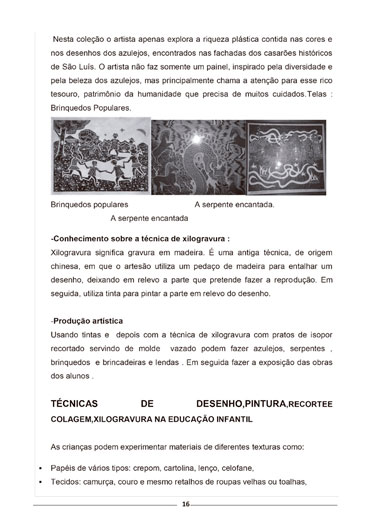 Nesta coleção o artista apenas explora a riqueza plástica contida nas cores e
nos desenhos dos azulejos, encontrados nas fachadas dos casarões históricos
de São Luís. O artista não faz somente um painel, inspirado pela diversidade e
pela beleza dos azulejos, mas principalmente chama a atenção para esse rico
tesouro, patrimônio da humanidade que precisa de muitos cuidados.Telas :
Brinquedos Populares.
Brinquedos populares A serpente encantada.
A serpente encantada
-Conhecimento sobre a técnica de xilogravura :
Xilogravura significa gravura em madeira. É uma antiga técnica, de origem
chinesa, em que o artesão utiliza um pedaço de madeira para entalhar um
desenho, deixando em relevo a parte que pretende fazer a reprodução. Em
seguida, utiliza tinta para pintar a parte em relevo do desenho.
-Produção artística
Usando tintas e depois com a técnica de xilogravura com pratos de isopor
recortado servindo de molde vazado podem fazer azulejos, serpentes ,
brinquedos e brincadeiras e lendas . Em seguida fazer a exposição das obras
dos alunos .
TÉCNICAS DE DESENHO,PINTURA,RECORTEE
COLAGEM,XILOGRAVURA NA EDUCAÇÃO INFANTIL
As crianças podem experimentar materiais de diferentes texturas como:
• Papéis de vários tipos: crepom, cartolina, lenço, celofane,
• Tecidos: camurça, couro e mesmo retalhos de roupas velhas ou toalhas,
16